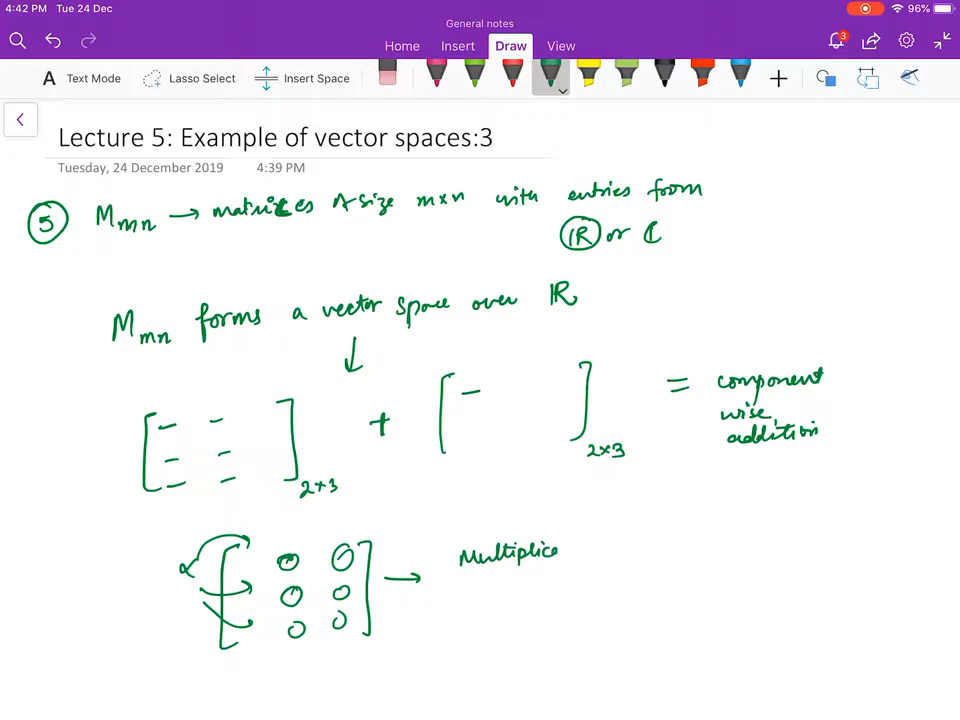 4:42 PM Tue 24 Dec
96%
General notes
Home Insert Draw View
3
A Text Mode Lasso Select Insert Space
Lecture 5: Example of vector spaces:3
Tuesday, 24 December 2019 4:39 PM
5 Mmn → matrices of size m×n with entries from
ℝ or ℂ
Mmn forms a vector space over ℝ
↓
[ ]2×3 + [ ]2×3 = component
wise
addition
α [ ] → Multiplica